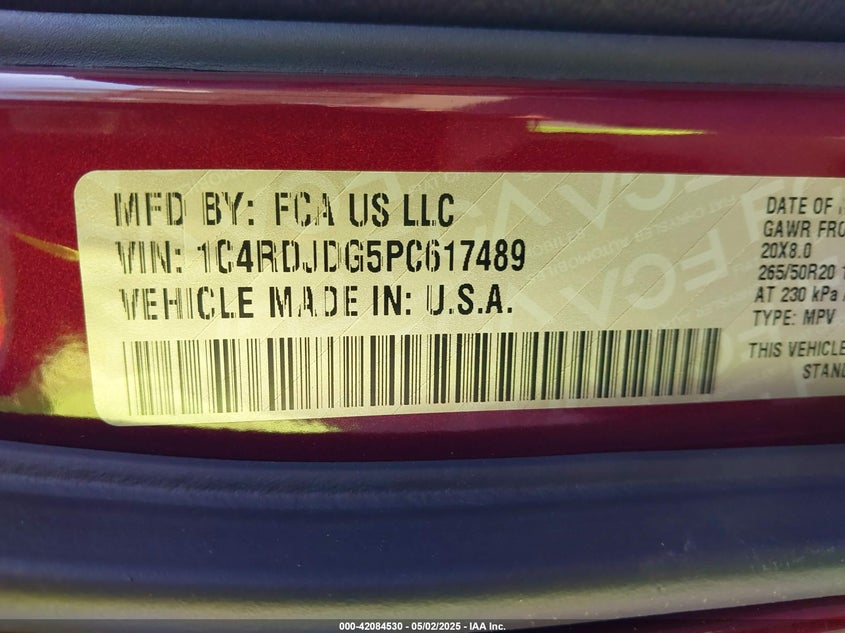 MFD BY: FCA US LLC
VIN: 1C4RDJDG5PC617489
VEHICLE MADE IN: U.S.A.
DATE OF
GAWR FRO
20X8.0
265/50R20 1
AT 230 kPa
TYPE: MPV
THIS VEHICLE
STAN
000-42084530 - 05/02/2025 - IAA Inc.